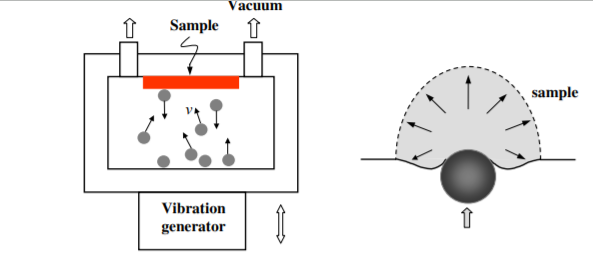 Vacuum
Sample
v
sample
Vibration
generator